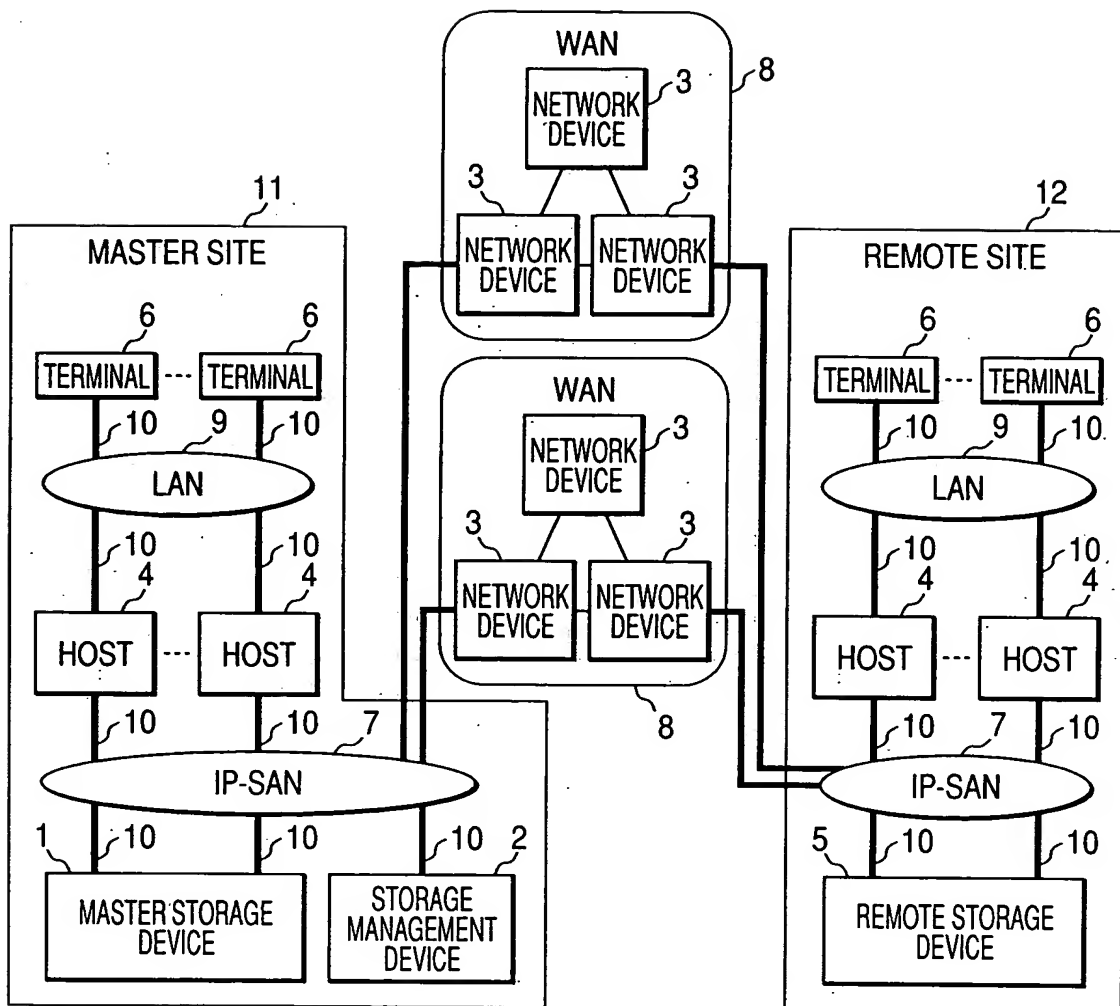 WAN
8
3
NETWORK
DEVICE
3
3
NETWORK
DEVICE
NETWORK
DEVICE
11
MASTER SITE
6
6
TERMINAL
TERMINAL
10
9
10
LAN
10
10
4
4
HOST
HOST
10
10
7
IP-SAN
1
10
10
10
2
MASTER STORAGE
DEVICE
STORAGE
MANAGEMENT
DEVICE
WAN
3
NETWORK
DEVICE
3
3
NETWORK
DEVICE
NETWORK
DEVICE
8
12
REMOTE SITE
6
6
TERMINAL
TERMINAL
10
9
10
LAN
10
10
4
4
HOST
HOST
10
7
10
IP-SAN
5
10
10
REMOTE STORAGE
DEVICE